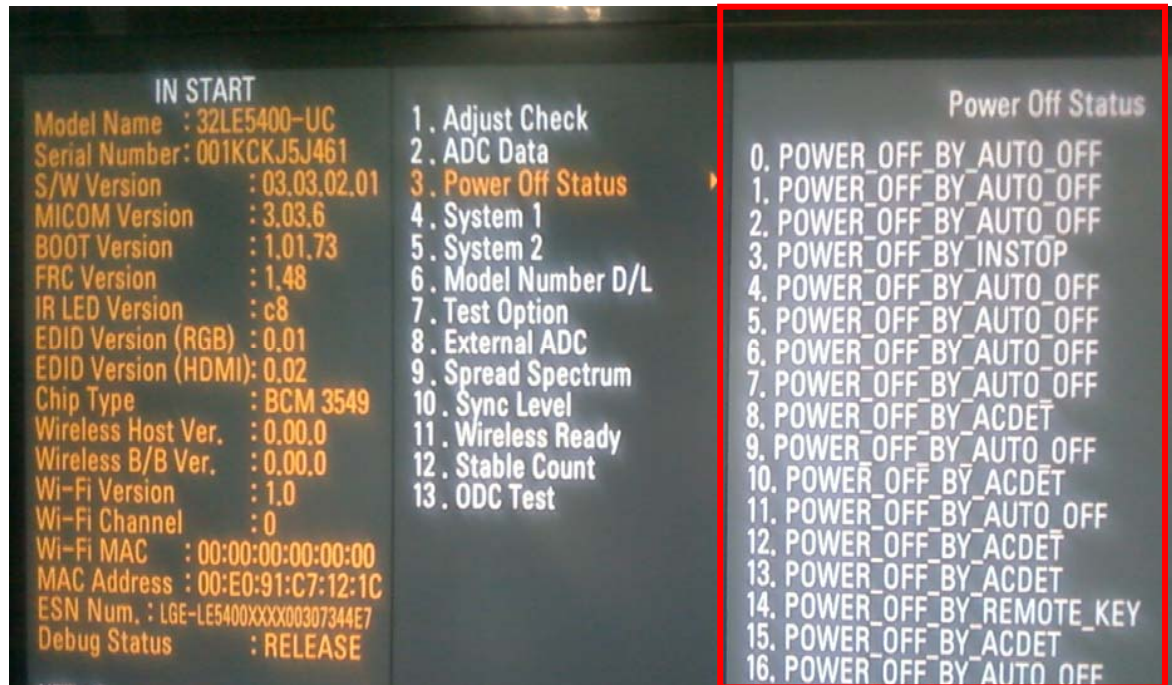 IN START
Model Name : 32LE5400-UC
Serial Number: 001KCKJ5J461
S/W Version : 03.03.02.01
MICOM Version : 3.03.6
BOOT Version : 1.01.73
FRC Version : 1.48
IR LED Version : c8
EDID Version (RGB) : 0.01
EDID Version (HDMI): 0.02
Chip Type : BCM 3549
Wireless Host Ver. : 0.00.0
Wireless B/B Ver. : 0.00.0
Wi-Fi Version : 1.0
Wi-Fi Channel : 0
Wi-Fi MAC : 00:00:00:00:00:00
MAC Address : 00:E0:91:C7:12:1C
ESN Num. : LGE-LE5400XXXX00307344E7
Debug Status : RELEASE
1. Adjust Check
2. ADC Data
3. Power Off Status
4. System 1
5. System 2
6. Model Number D/L
7. Test Option
8. External ADC
9. Spread Spectrum
10. Sync Level
11. Wireless Ready
12. Stable Count
13. ODC Test
Power Off Status
0. POWER_OFF_BY_AUTO_OFF
1. POWER_OFF_BY_AUTO_OFF
2. POWER_OFF_BY_AUTO_OFF
3. POWER_OFF_BY_INSTOP
4. POWER_OFF_BY_AUTO_OFF
5. POWER_OFF_BY_AUTO_OFF
6. POWER_OFF_BY_AUTO_OFF
7. POWER_OFF_BY_AUTO_OFF
8. POWER_OFF_BY_ACDET
9. POWER_OFF_BY_AUTO_OFF
10. POWER_OFF_BY_ACDET
11. POWER_OFF_BY_AUTO_OFF
12. POWER_OFF_BY_ACDET
13. POWER_OFF_BY_ACDET
14. POWER_OFF_BY_REMOTE_KEY
15. POWER_OFF_BY_ACDET
16. POWER_OFF_BY_AUTO_OFF